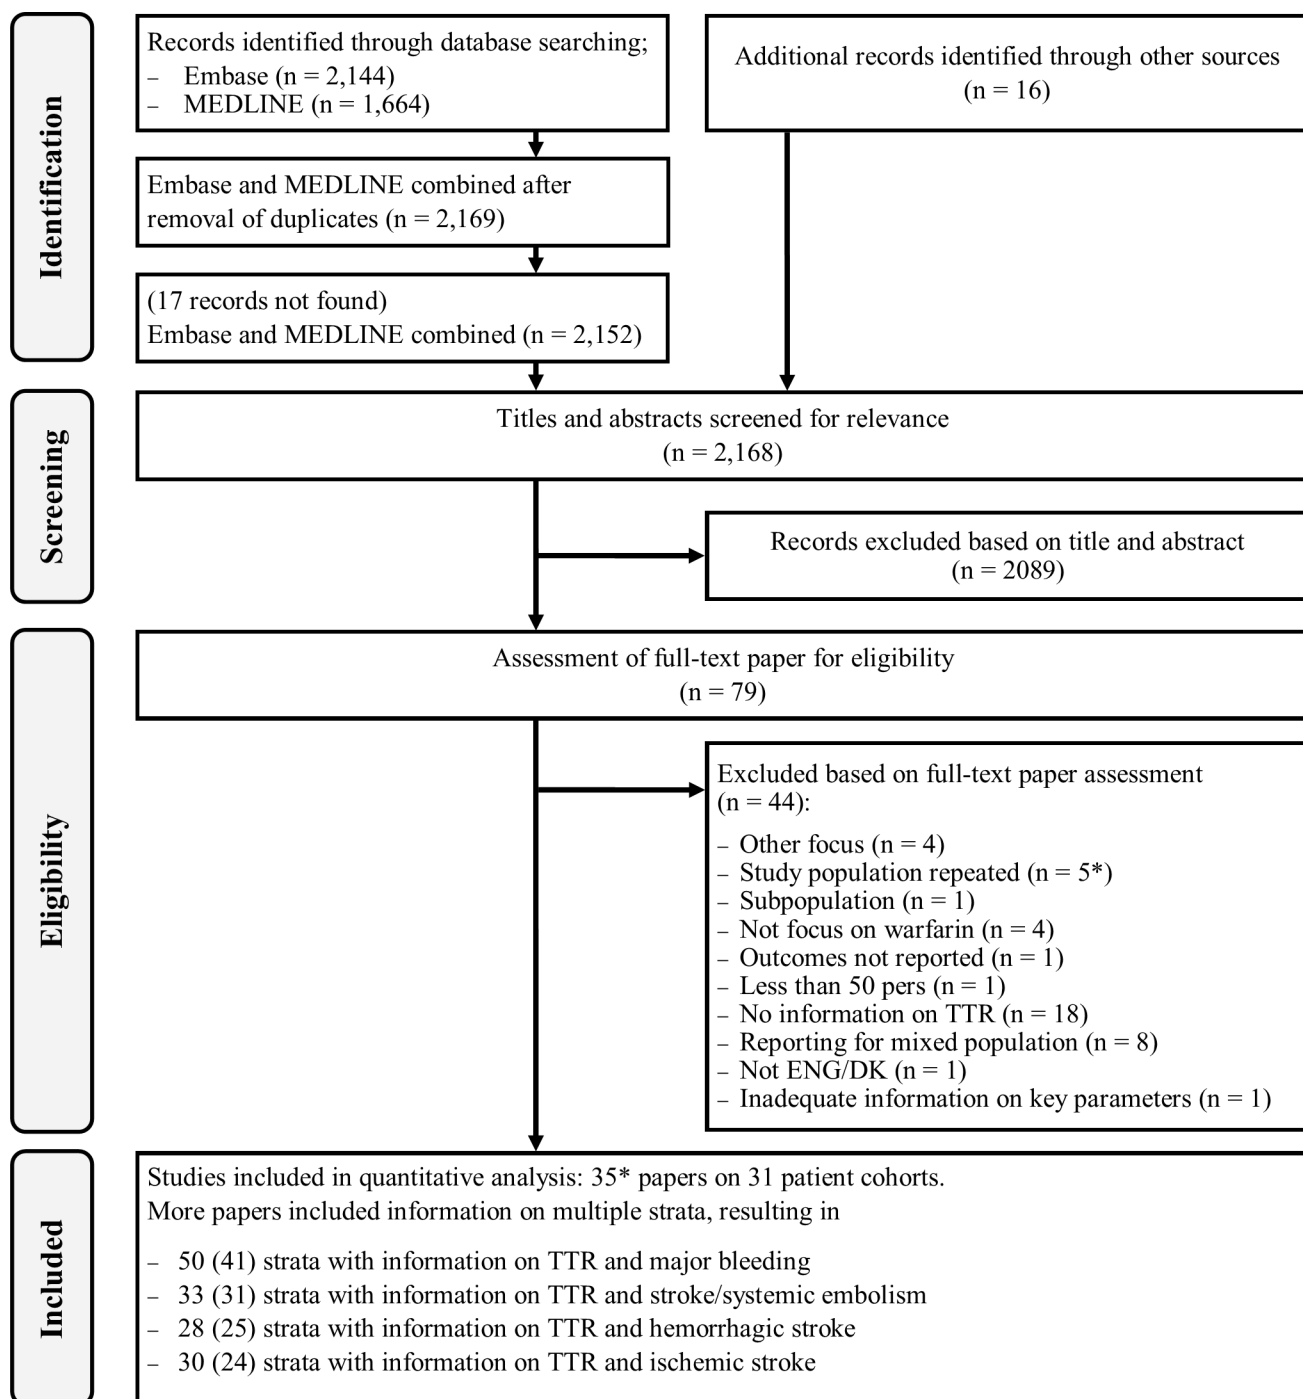 Identification
Records identified through database searching;
– Embase (n = 2,144)
– MEDLINE (n = 1,664)
Additional records identified through other sources
(n = 16)
Embase and MEDLINE combined after
removal of duplicates (n = 2,169)
(17 records not found)
Embase and MEDLINE combined (n = 2,152)
Screening
Titles and abstracts screened for relevance
(n = 2,168)
Records excluded based on title and abstract
(n = 2089)
Eligibility
Assessment of full-text paper for eligibility
(n = 79)
Excluded based on full-text paper assessment
(n = 44):
– Other focus (n = 4)
– Study population repeated (n = 5*)
– Subpopulation (n = 1)
– Not focus on warfarin (n = 4)
– Outcomes not reported (n = 1)
– Less than 50 pers (n = 1)
– No information on TTR (n = 18)
– Reporting for mixed population (n = 8)
– Not ENG/DK (n = 1)
– Inadequate information on key parameters (n = 1)
Included
Studies included in quantitative analysis: 35* papers on 31 patient cohorts.
More papers included information on multiple strata, resulting in
– 50 (41) strata with information on TTR and major bleeding
– 33 (31) strata with information on TTR and stroke/systemic embolism
– 28 (25) strata with information on TTR and hemorrhagic stroke
– 30 (24) strata with information on TTR and ischemic stroke